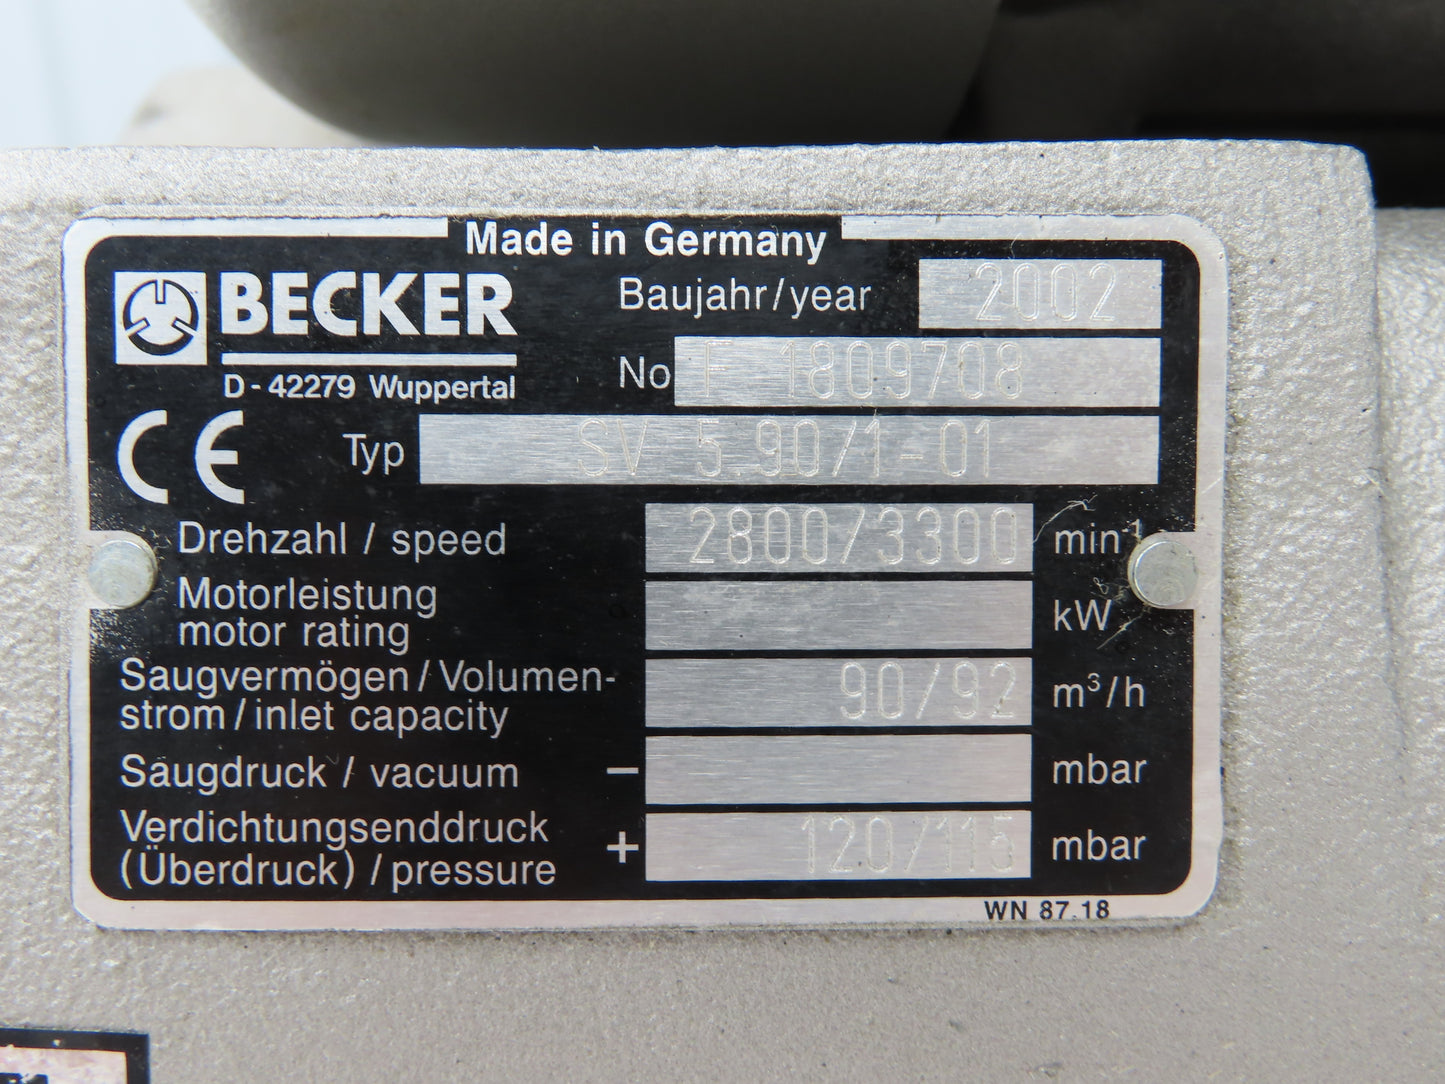 Made in Germany
BECKER
D-42279 Wuppertal
Baujahr/year 2002
No F 1809708
CE Typ SV 5.90/1-01
Drehzahl / speed 2800/3300 min-1
Motorleistung
motor rating kW
Saugvermögen/Volumen-
strom/inlet capacity 90/92 m³/h
Saugdruck / vacuum − mbar
Verdichtungsenddruck
(Überdruck) / pressure + 120/115 mbar
WN 87.18